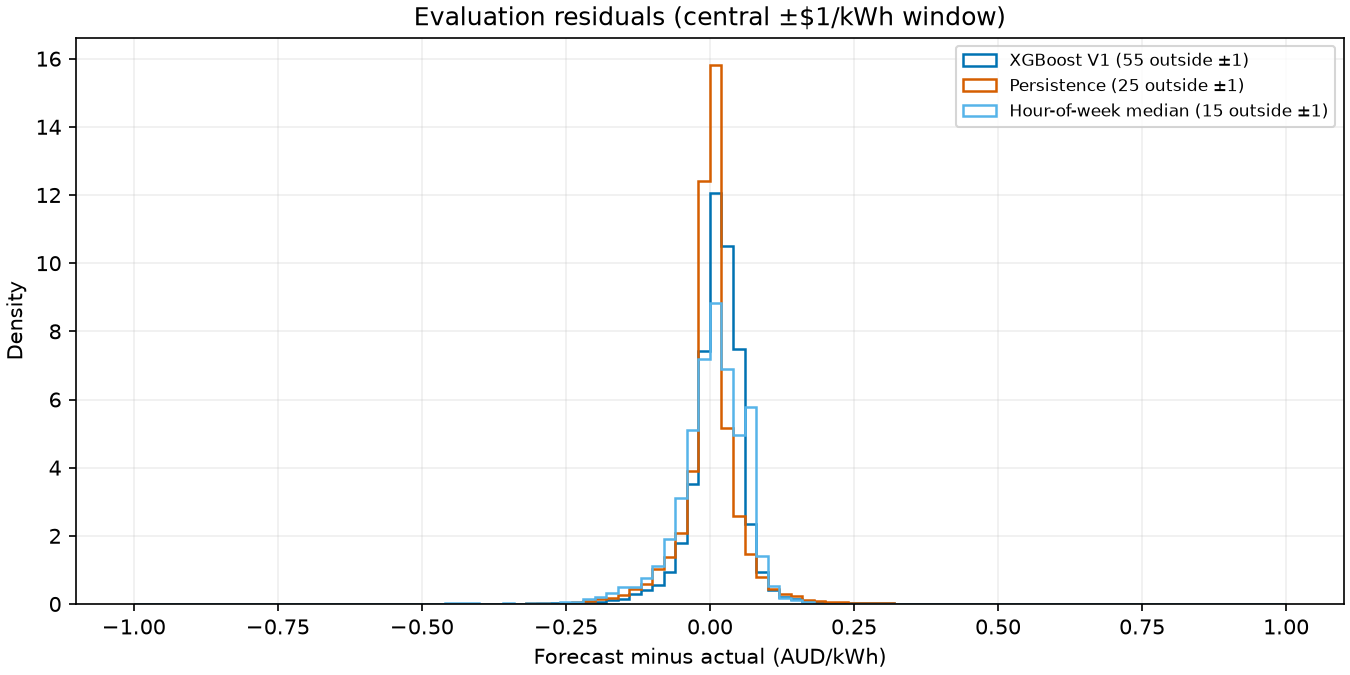 Evaluation residuals (central ±$1/kWh window)
XGBoost V1 (55 outside ±1)
Persistence (25 outside ±1)
Hour-of-week median (15 outside ±1)
Density
16
14
12
10
8
6
4
2
0
−1.00 −0.75 −0.50 −0.25 0.00 0.25 0.50 0.75 1.00
Forecast minus actual (AUD/kWh)